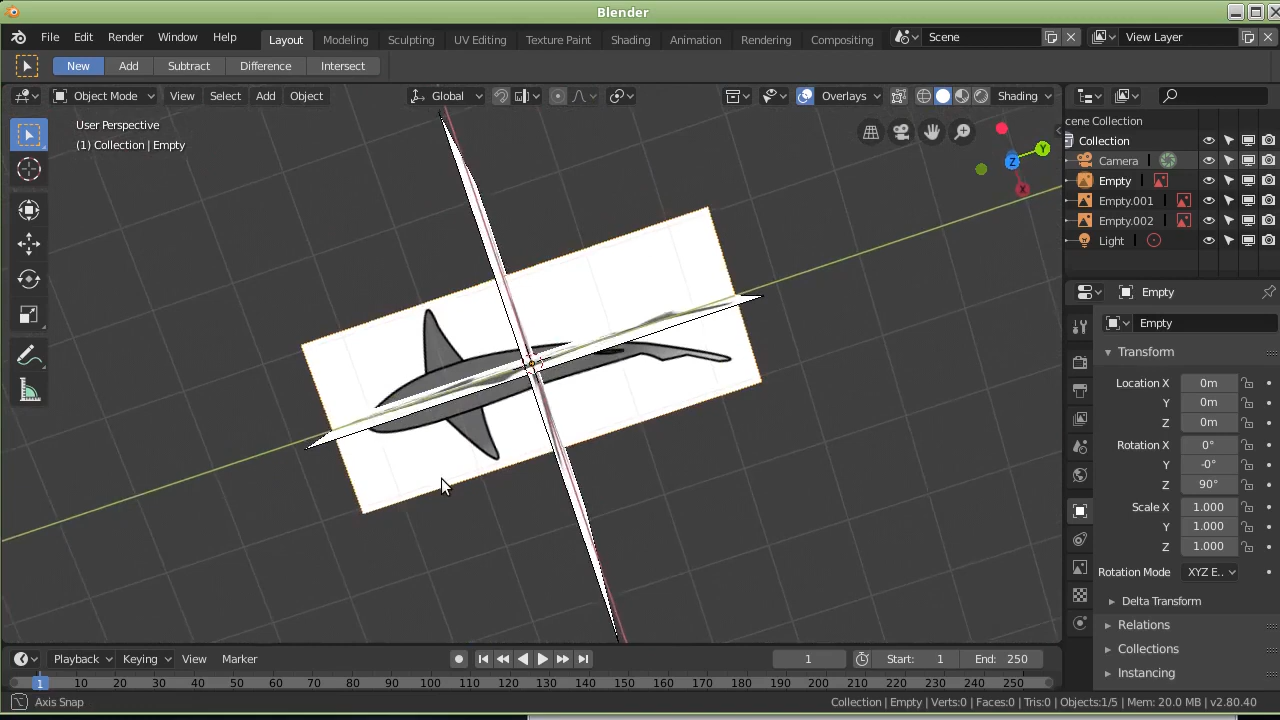 Blender
File Edit Render Window Help Layout Modeling Sculpting UV Editing Texture Paint Shading Animation Rendering Compositing Scene View Layer
New Add Subtract Difference Intersect
Object Mode View Select Add Object Global Overlays Shading
User Perspective
(1) Collection | Empty
Y
Z
X
cene Collection
Collection
Camera
Empty
Empty.001
Empty.002
Light
Empty
Empty
Transform
Location X 0m
Y 0m
Z 0m
Rotation X 0°
Y -0°
Z 90°
Scale X 1.000
Y 1.000
Z 1.000
Rotation Mode XYZ E..
Delta Transform
Relations
Collections
Instancing
Playback Keying View Marker 1 Start: 1 End: 250
1 10 20 30 40 50 60 70 80 90 100 110 120 130 140 150 160 170 180 190 200 210 220 230 240 250
Axis Snap Collection | Empty | Verts:0 | Faces:0 | Tris:0 | Objects:1/5 | Mem: 20.0 MB | v2.80.40